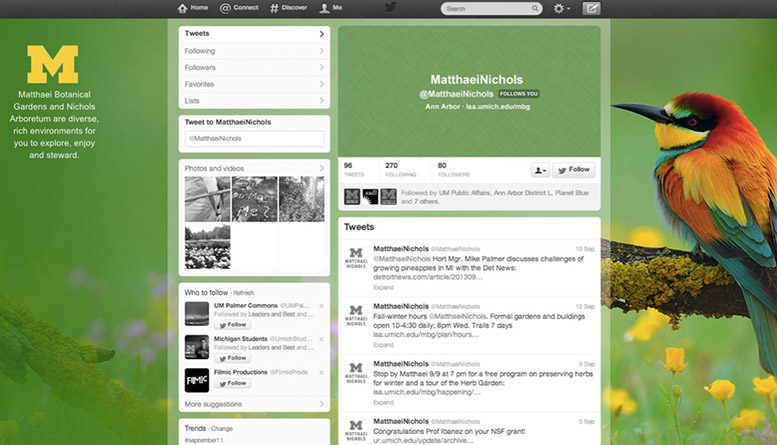 Home
Connect
Discover
Me
Search
M
Matthaei Botanical
Gardens and Nichols
Arboretum are diverse,
rich environments for
you to explore, enjoy
and steward.
Tweets
Following
Followers
Favorites
Lists
Tweet to MatthaeiNichols
@MatthaeiNichols
Photos and videos
Who to follow · Refresh
UM Palmer Commons @UMPal...
Followed by Leaders and Best and ...
Follow
Michigan Students @UmichStud...
Followed by Leaders and Best and ...
Follow
Filmic Productions @FilmicProds
FILMIC
Follow
More suggestions
Trends · Change
#september11
MatthaeiNichols
@MatthaeiNichols FOLLOWS YOU
Ann Arbor · lsa.umich.edu/mbg
96
TWEETS
270
FOLLOWING
80
FOLLOWERS
Follow
Followed by UM Public Affairs, Ann Arbor District L, Planet Blue
and 7 others.
Tweets
MATTHAEI
NICHOLS
MatthaeiNichols @MatthaeiNichols 10 Sep
@MatthaeiNichols Hort Mgr. Mike Palmer discusses challenges of
growing pineapples in MI with the Det News:
detroitnews.com/article/201309...
Expand
MATTHAEI
NICHOLS
MatthaeiNichols @MatthaeiNichols 10 Sep
Fall-winter hours @MatthaeiNichols. Formal gardens and buildings
open 10-4:30 daily; 8pm Wed. Trails 7 days
lsa.umich.edu/mbg/plan/hours...
Expand
MATTHAEI
NICHOLS
MatthaeiNichols @MatthaeiNichols 9 Sep
Stop by Matthaei 9/9 at 7 pm for a free program on preserving herbs
for winter and a tour of the Herb Garden:
lsa.umich.edu/mbg/happening/...
Expand
MATTHAEI
NICHOLS
MatthaeiNichols @MatthaeiNichols 5 Sep
Congratulations Prof Ibanez on your NSF grant!
ur.umich.edu/update/archive...